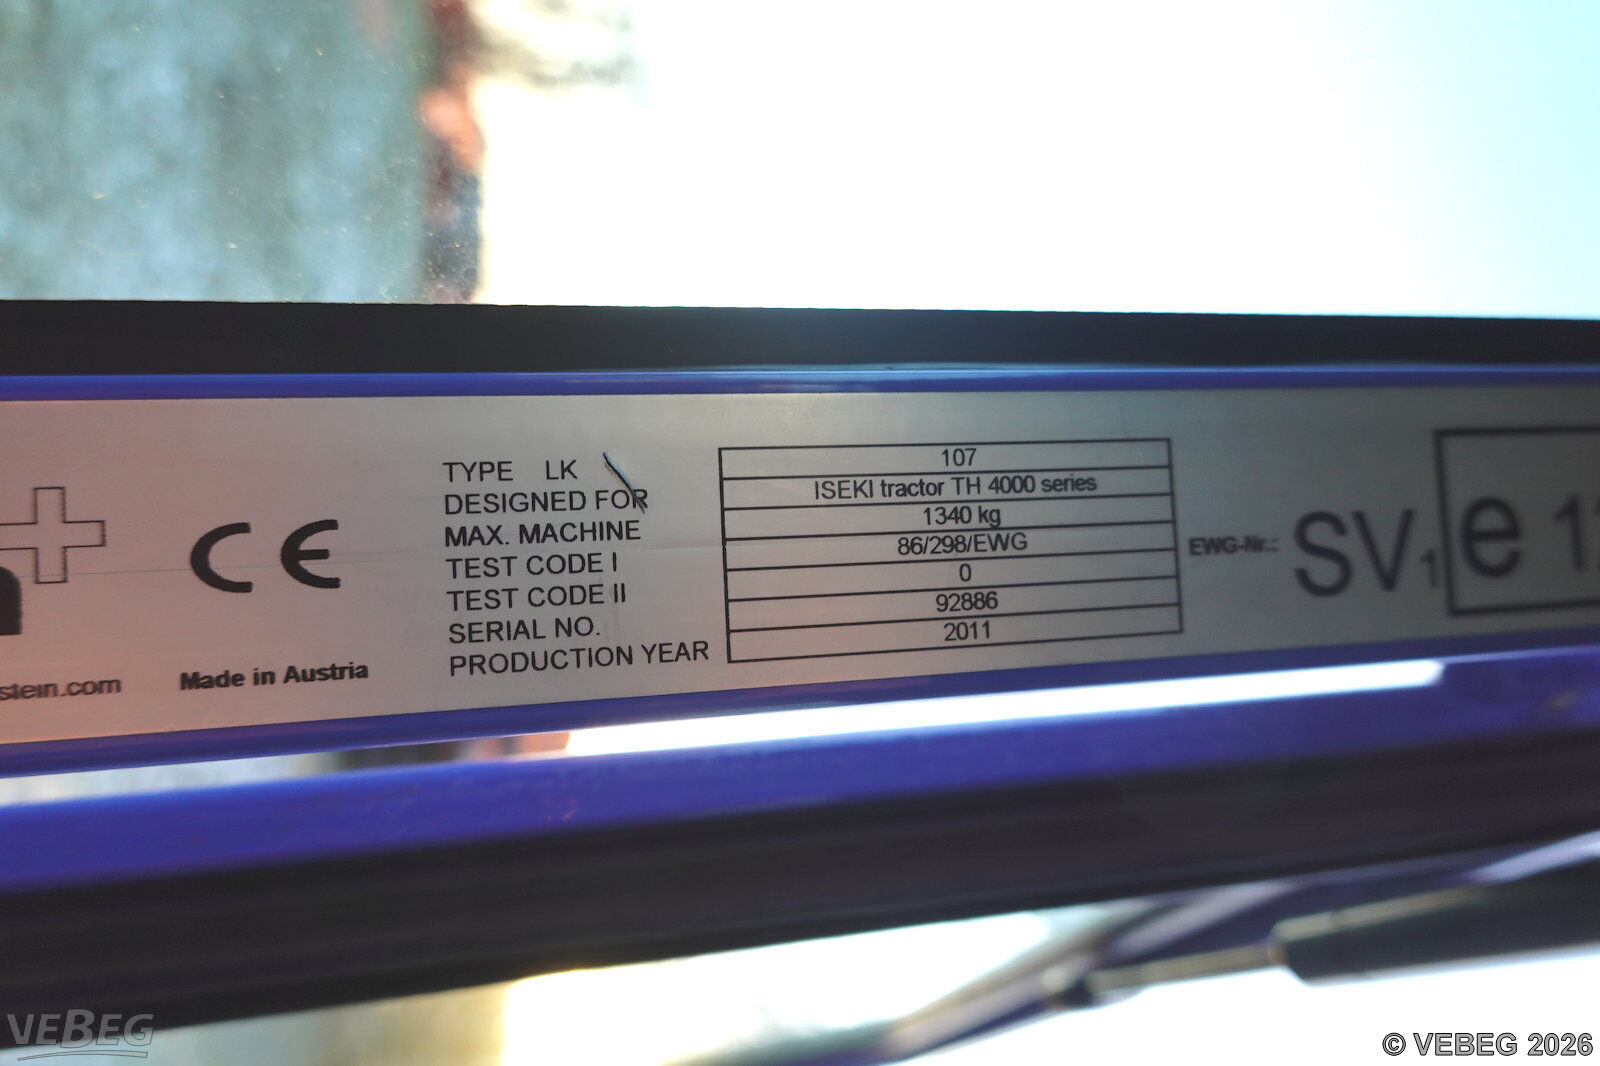 TYPE LK 107
DESIGNED FOR ISEKI tractor TH 4000 series
MAX. MACHINE 1340 kg
TEST CODE I 86/298/EWG
TEST CODE II 0
SERIAL NO. 92886
PRODUCTION YEAR 2011
CE
Made in Austria
stein.com
EWG-Nr.:
SV1 e 12
VEBEG
© VEBEG 2026